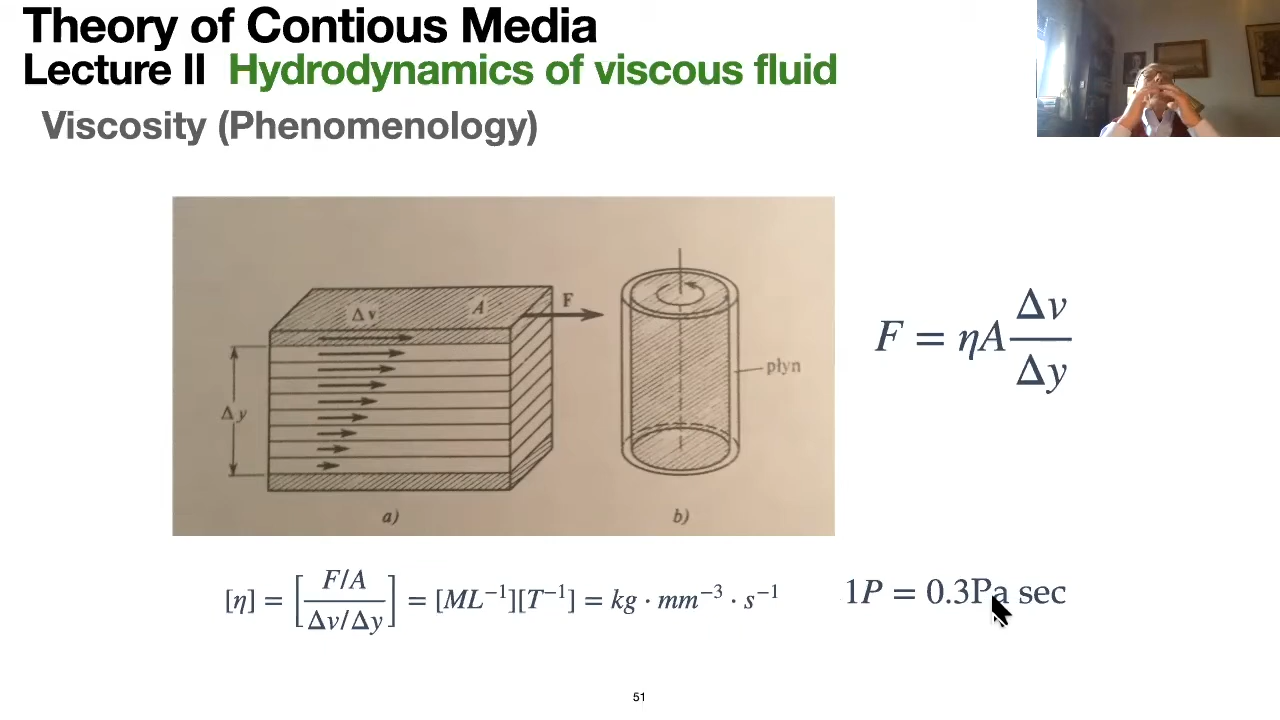 Theory of Contious Media
Lecture II Hydrodynamics of viscous fluid
Viscosity (Phenomenology)
Δv A F
Δy
płyn
a) b)
F = ηA Δv/Δy
[η] = [(F/A)/(Δv/Δy)] = [ML⁻¹][T⁻¹] = kg · mm⁻³ · s⁻¹
1P = 0.3Pa sec
51